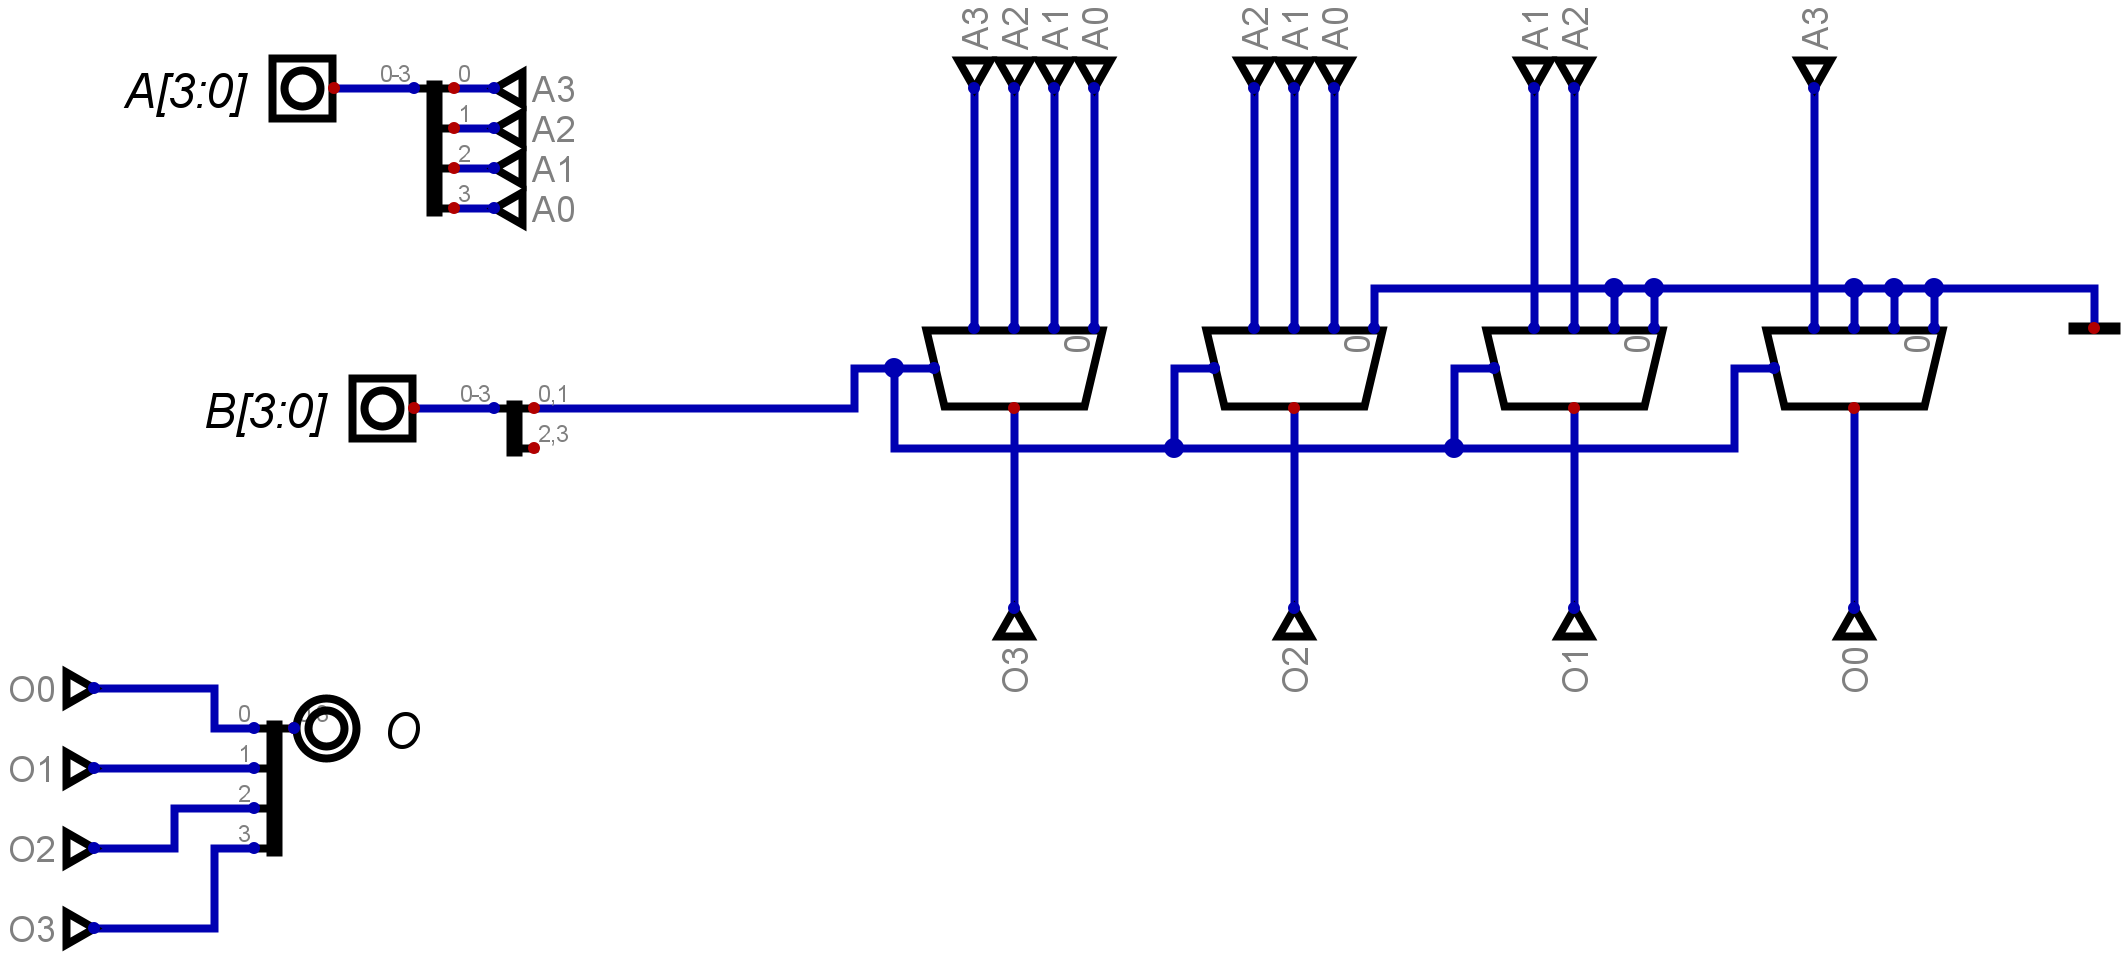 A3 A2 A1 A0 A2 A1 A0 A1 A2 A3
A[3:0] 0-3 0 A3
1 A2
2 A1
3 A0
0 0 0 0
B[3:0] 0-3 0,1
2,3
O3 O2 O1 O0
O0 0 O
O1 1
O2 2
O3 3